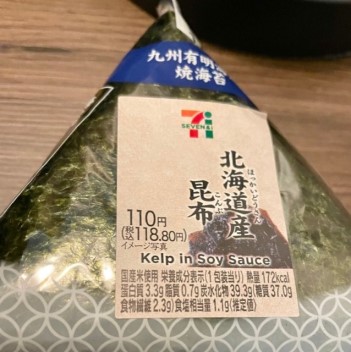 九州有明海
焼海苔
SEVEN & i
ほっかいどうさん
北海道産
こんぶ
昆布
110円
(税込118.80円)
イメージ写真
Kelp in Soy Sauce
国産米使用 栄養成分表示(1包装当り) 熱量172kcal
蛋白質3.3g 脂質0.7g 炭水化物39.3g(糖質37.0g
食物繊維2.3g) 食塩相当量1.1g(推定値)